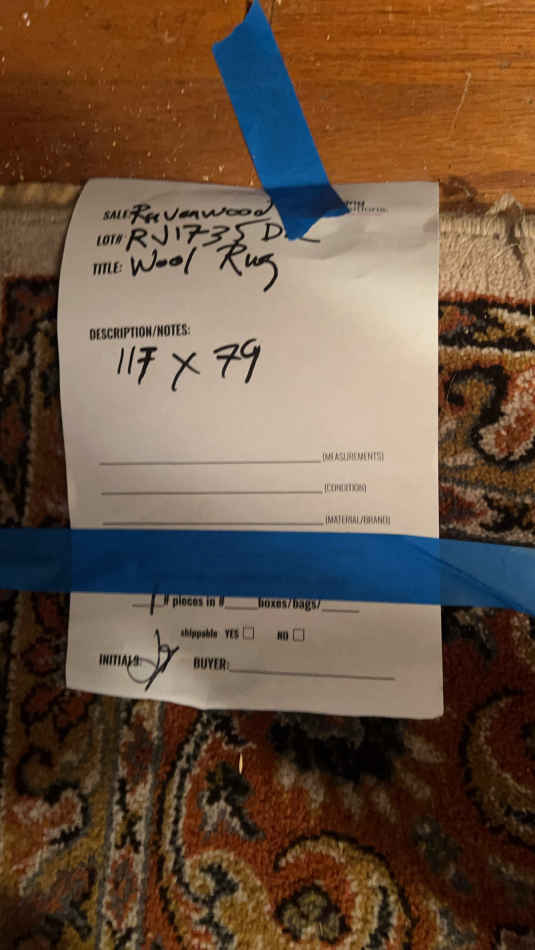 SALE: Ravenwood
LOT# RJ1735D
TITLE: Wool Rug
DESCRIPTION/NOTES:
117 x 79
(MEASUREMENTS)
(CONDITION)
(MATERIAL/BRAND)
1 # pieces in # boxes/bags/
shippable YES NO
INITIALS: BUYER: